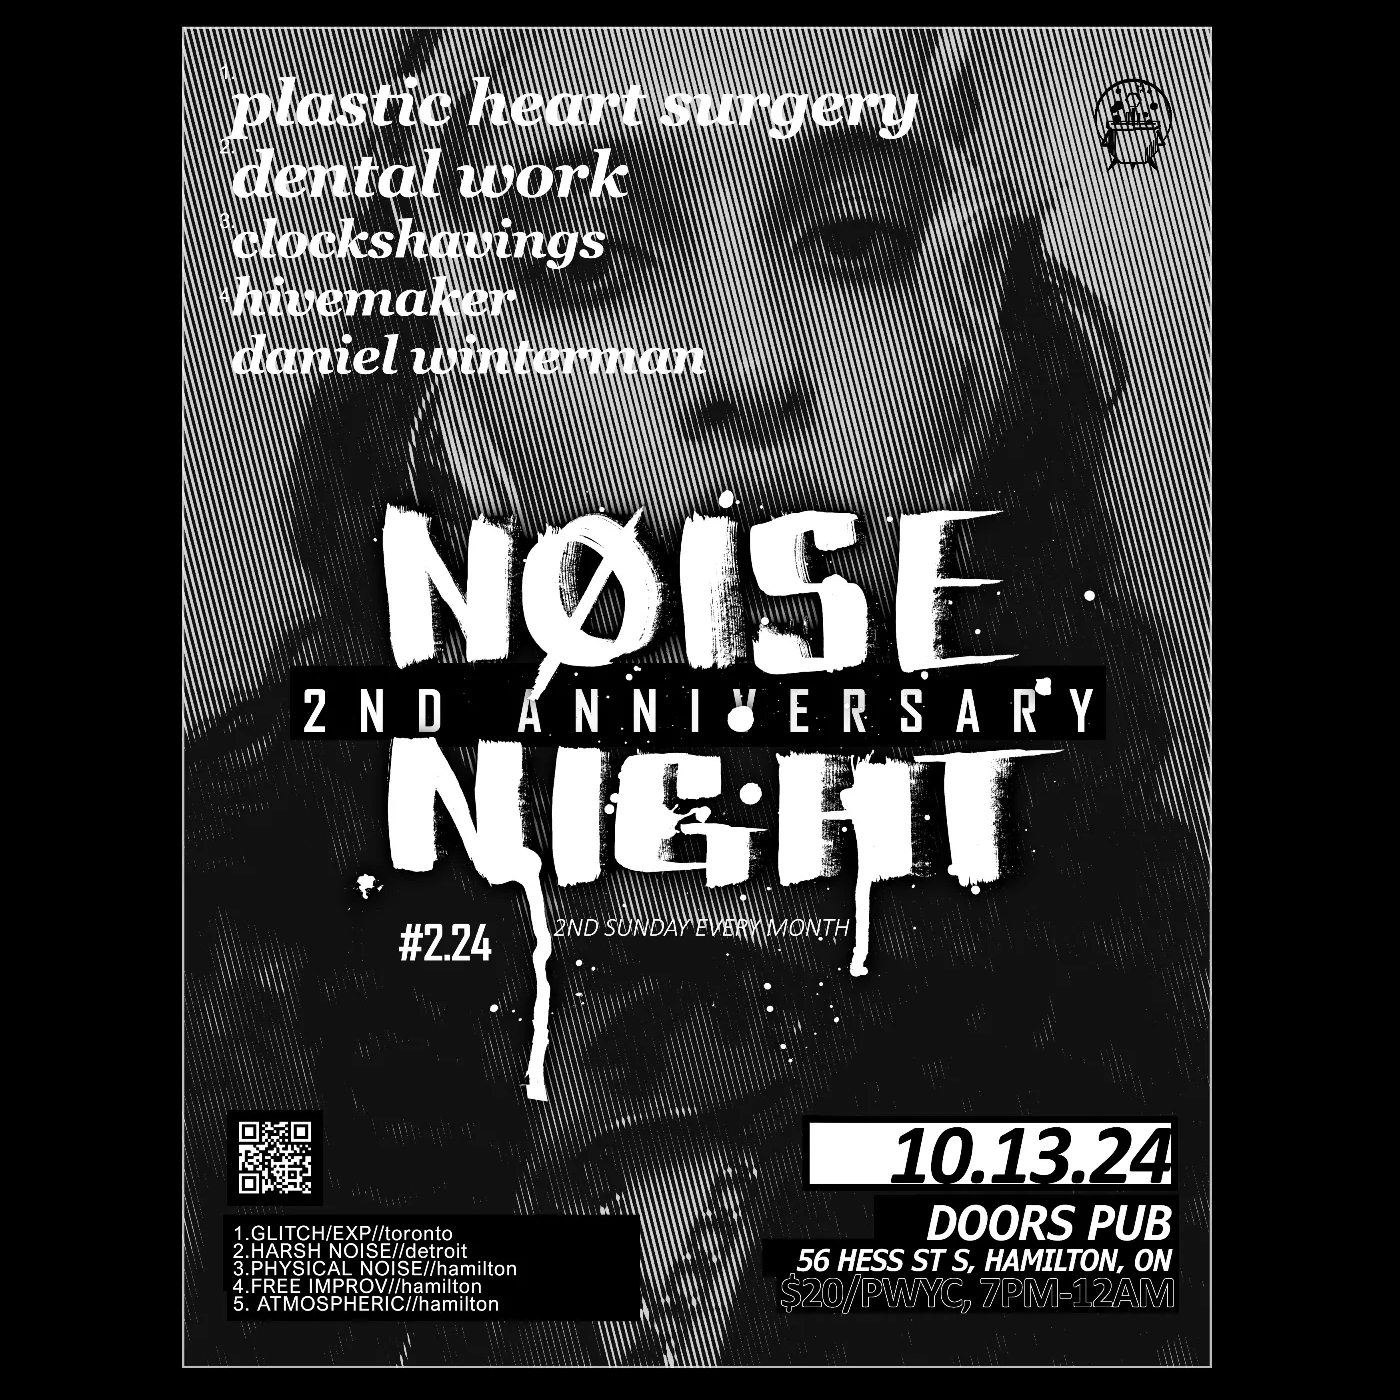 1.
plastic heart surgery
2.
dental work
3.
clockshavings
4.
hivemaker
daniel winterman
NØISE
2ND ANNIVERSARY
NIGHT
#2.24
2ND SUNDAY EVERY MONTH
10.13.24
DOORS PUB
56 HESS ST S, HAMILTON, ON
$20/PWYC, 7PM-12AM
1.GLITCH/EXP//toronto
2.HARSH NOISE//detroit
3.PHYSICAL NOISE//hamilton
4.FREE IMPROV//hamilton
5. ATMOSPHERIC//hamilton